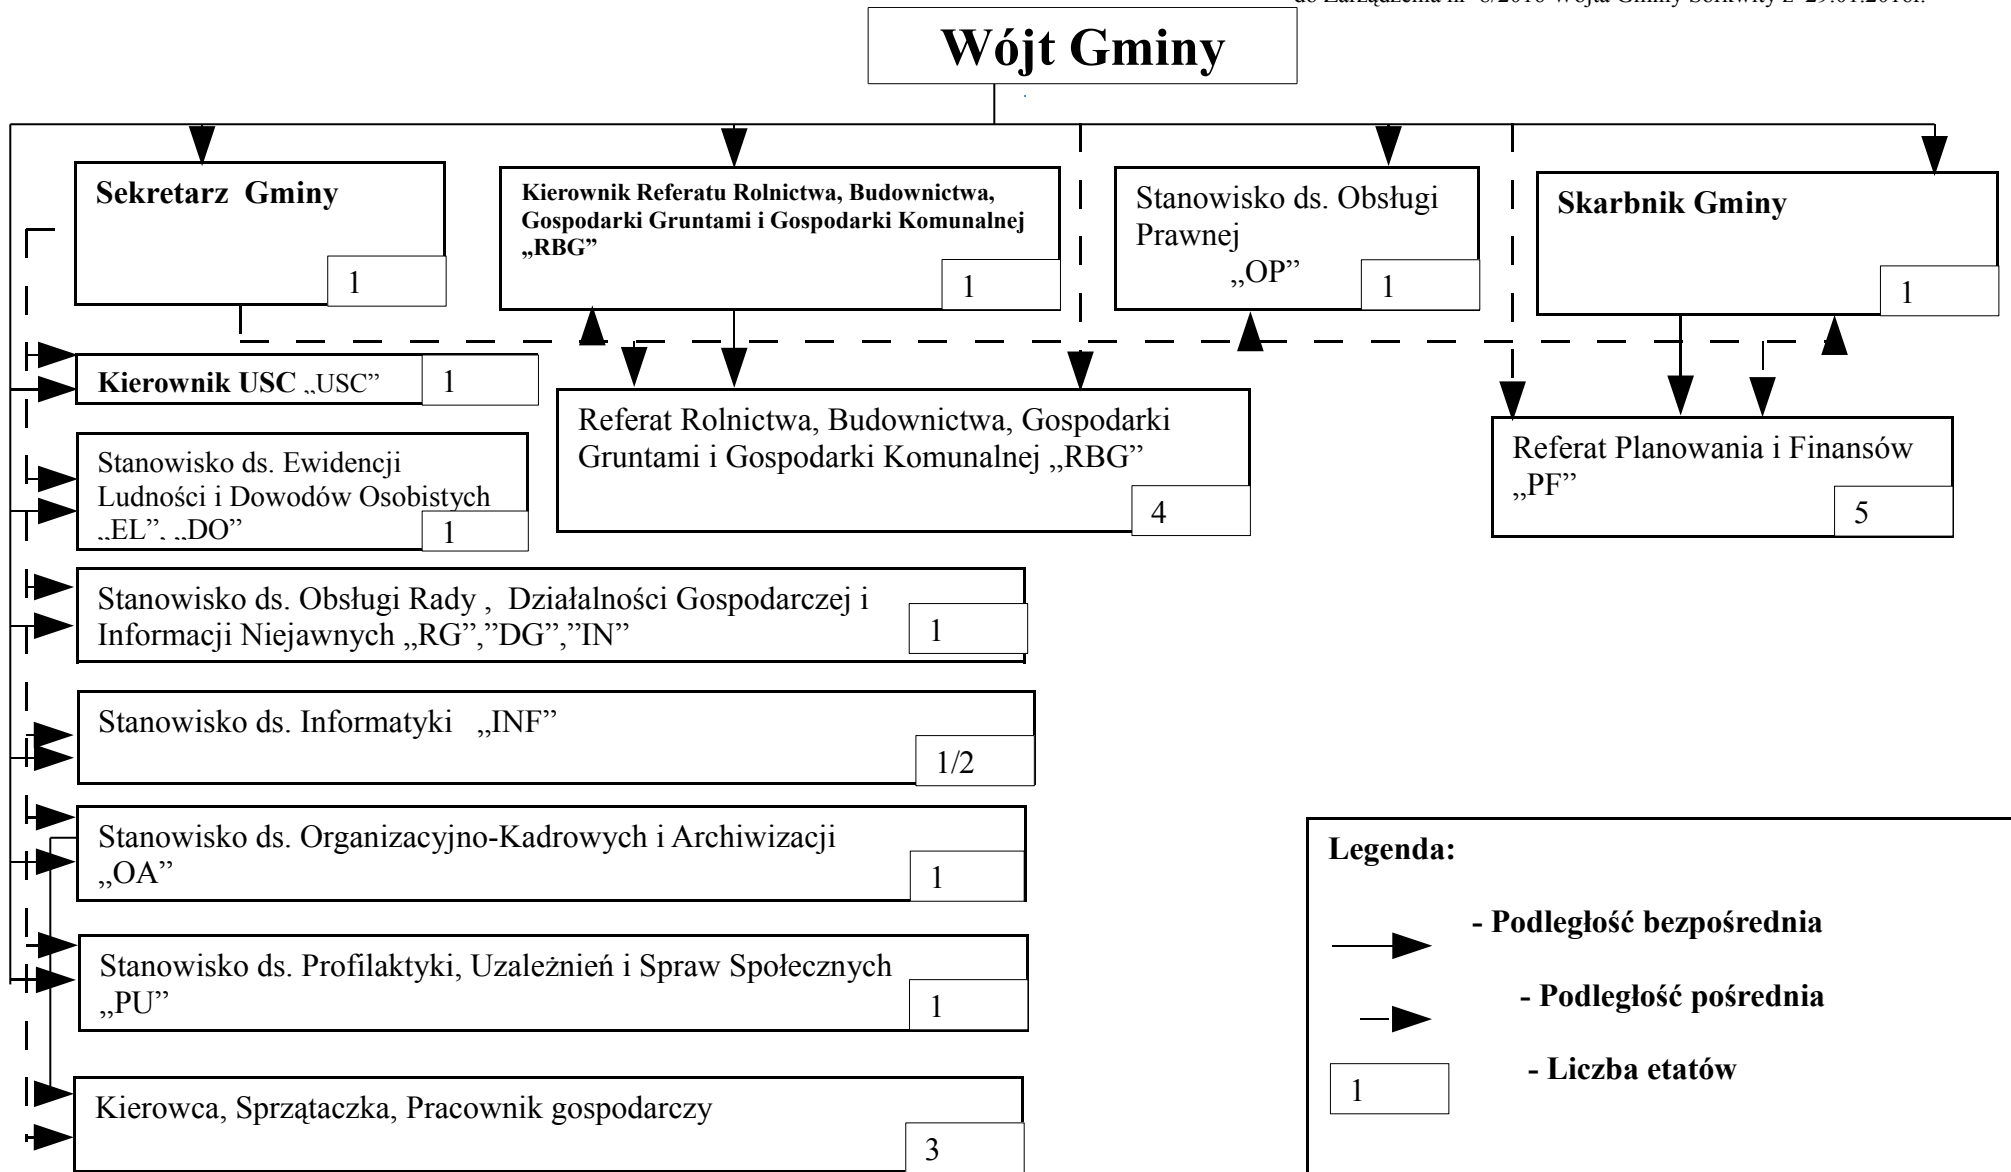 Wójt Gminy
Sekretarz Gminy
1
Kierownik Referatu Rolnictwa, Budownictwa,
Gospodarki Gruntami i Gospodarki Komunalnej
„RBG”
1
Stanowisko ds. Obsługi
Prawnej
„OP”
1
Skarbnik Gminy
1
Kierownik USC „USC”
1
Referat Rolnictwa, Budownictwa, Gospodarki
Gruntami i Gospodarki Komunalnej „RBG”
4
Referat Planowania i Finansów
„PF”
5
Stanowisko ds. Ewidencji
Ludności i Dowodów Osobistych
„EL”, „DO”
1
Stanowisko ds. Obsługi Rady , Działalności Gospodarczej i
Informacji Niejawnych „RG”,”DG”,”IN”
1
Stanowisko ds. Informatyki „INF”
1/2
Stanowisko ds. Organizacyjno-Kadrowych i Archiwizacji
„OA”
1
Stanowisko ds. Profilaktyki, Uzależnień i Spraw Społecznych
„PU”
1
Kierowca, Sprzątaczka, Pracownik gospodarczy
3
Legenda:
- Podległość bezpośrednia
- Podległość pośrednia
1
- Liczba etatów